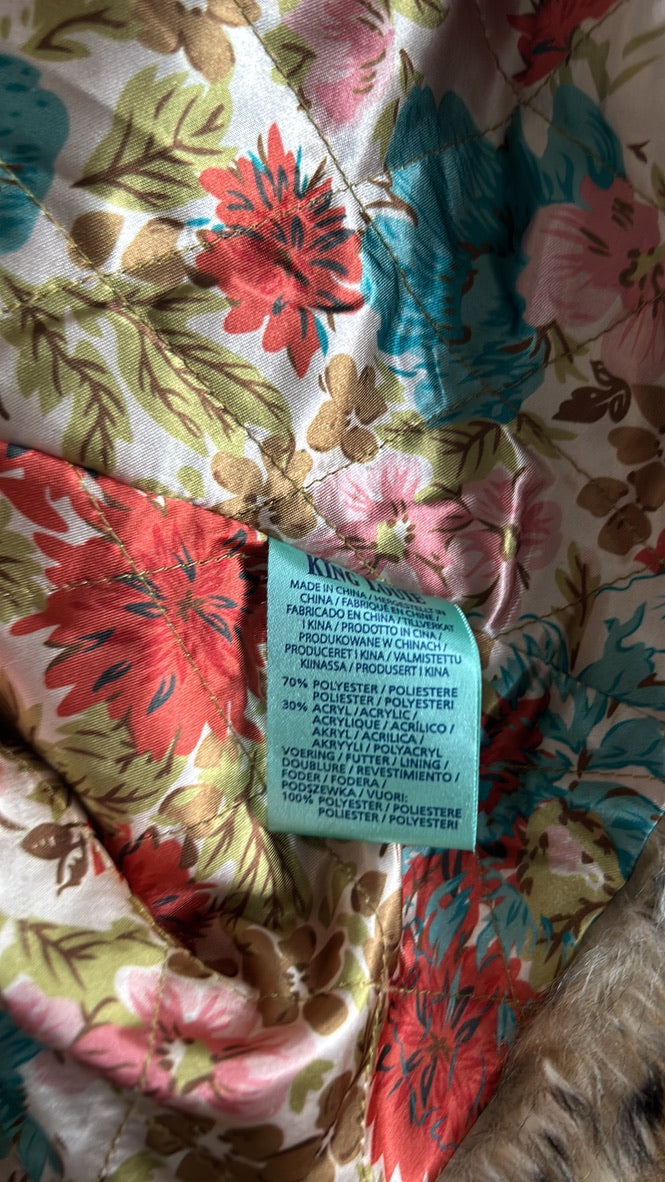 KING LOUIE
MADE IN CHINA / HERGESTELLT IN
CHINA / FABRIQUÉ EN CHINE /
FABRICADO EN CHINA / TILLVERKAT
I KINA / PRODOTTO IN CINA /
PRODUKOWANE W CHINACH /
PRODUCERET I KINA / VALMISTETTU
KIINASSA / PRODUSERT I KINA
70% POLYESTER / POLIESTERE
POLIESTER / POLYESTERI
30% ACRYL / ACRYLIC /
ACRYLIQUE / ACRÍLICO /
AKRYL / ACRILICA /
AKRYYLI / POLYACRYL
VOERING / FUTTER / LINING /
DOUBLURE / REVESTIMIENTO /
FODER / FODERA /
PODSZEWKA / VUORI:
100% POLYESTER / POLIESTERE
POLIESTER / POLYESTERI